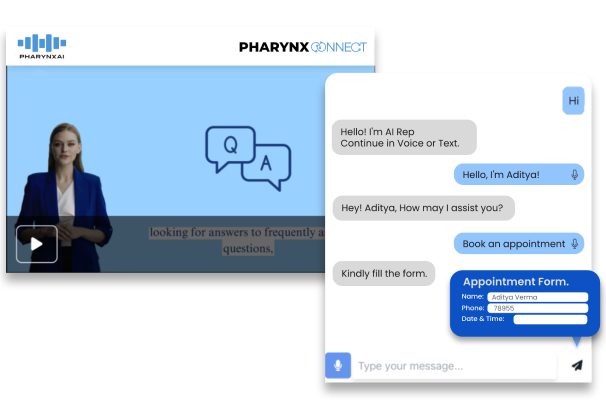 PHARYNXAI
PHARYNX CONNECT
Q
A
looking for answers to frequently a
questions,
Hi
Hello! I'm AI Rep
Continue in Voice or Text.
Hello, I'm Aditya!
Hey! Aditya, How may I assist you?
Book an appointment
Kindly fill the form.
Appointment Form.
Name: Aditya Verma
Phone: 78955
Date & Time:
Type your message...